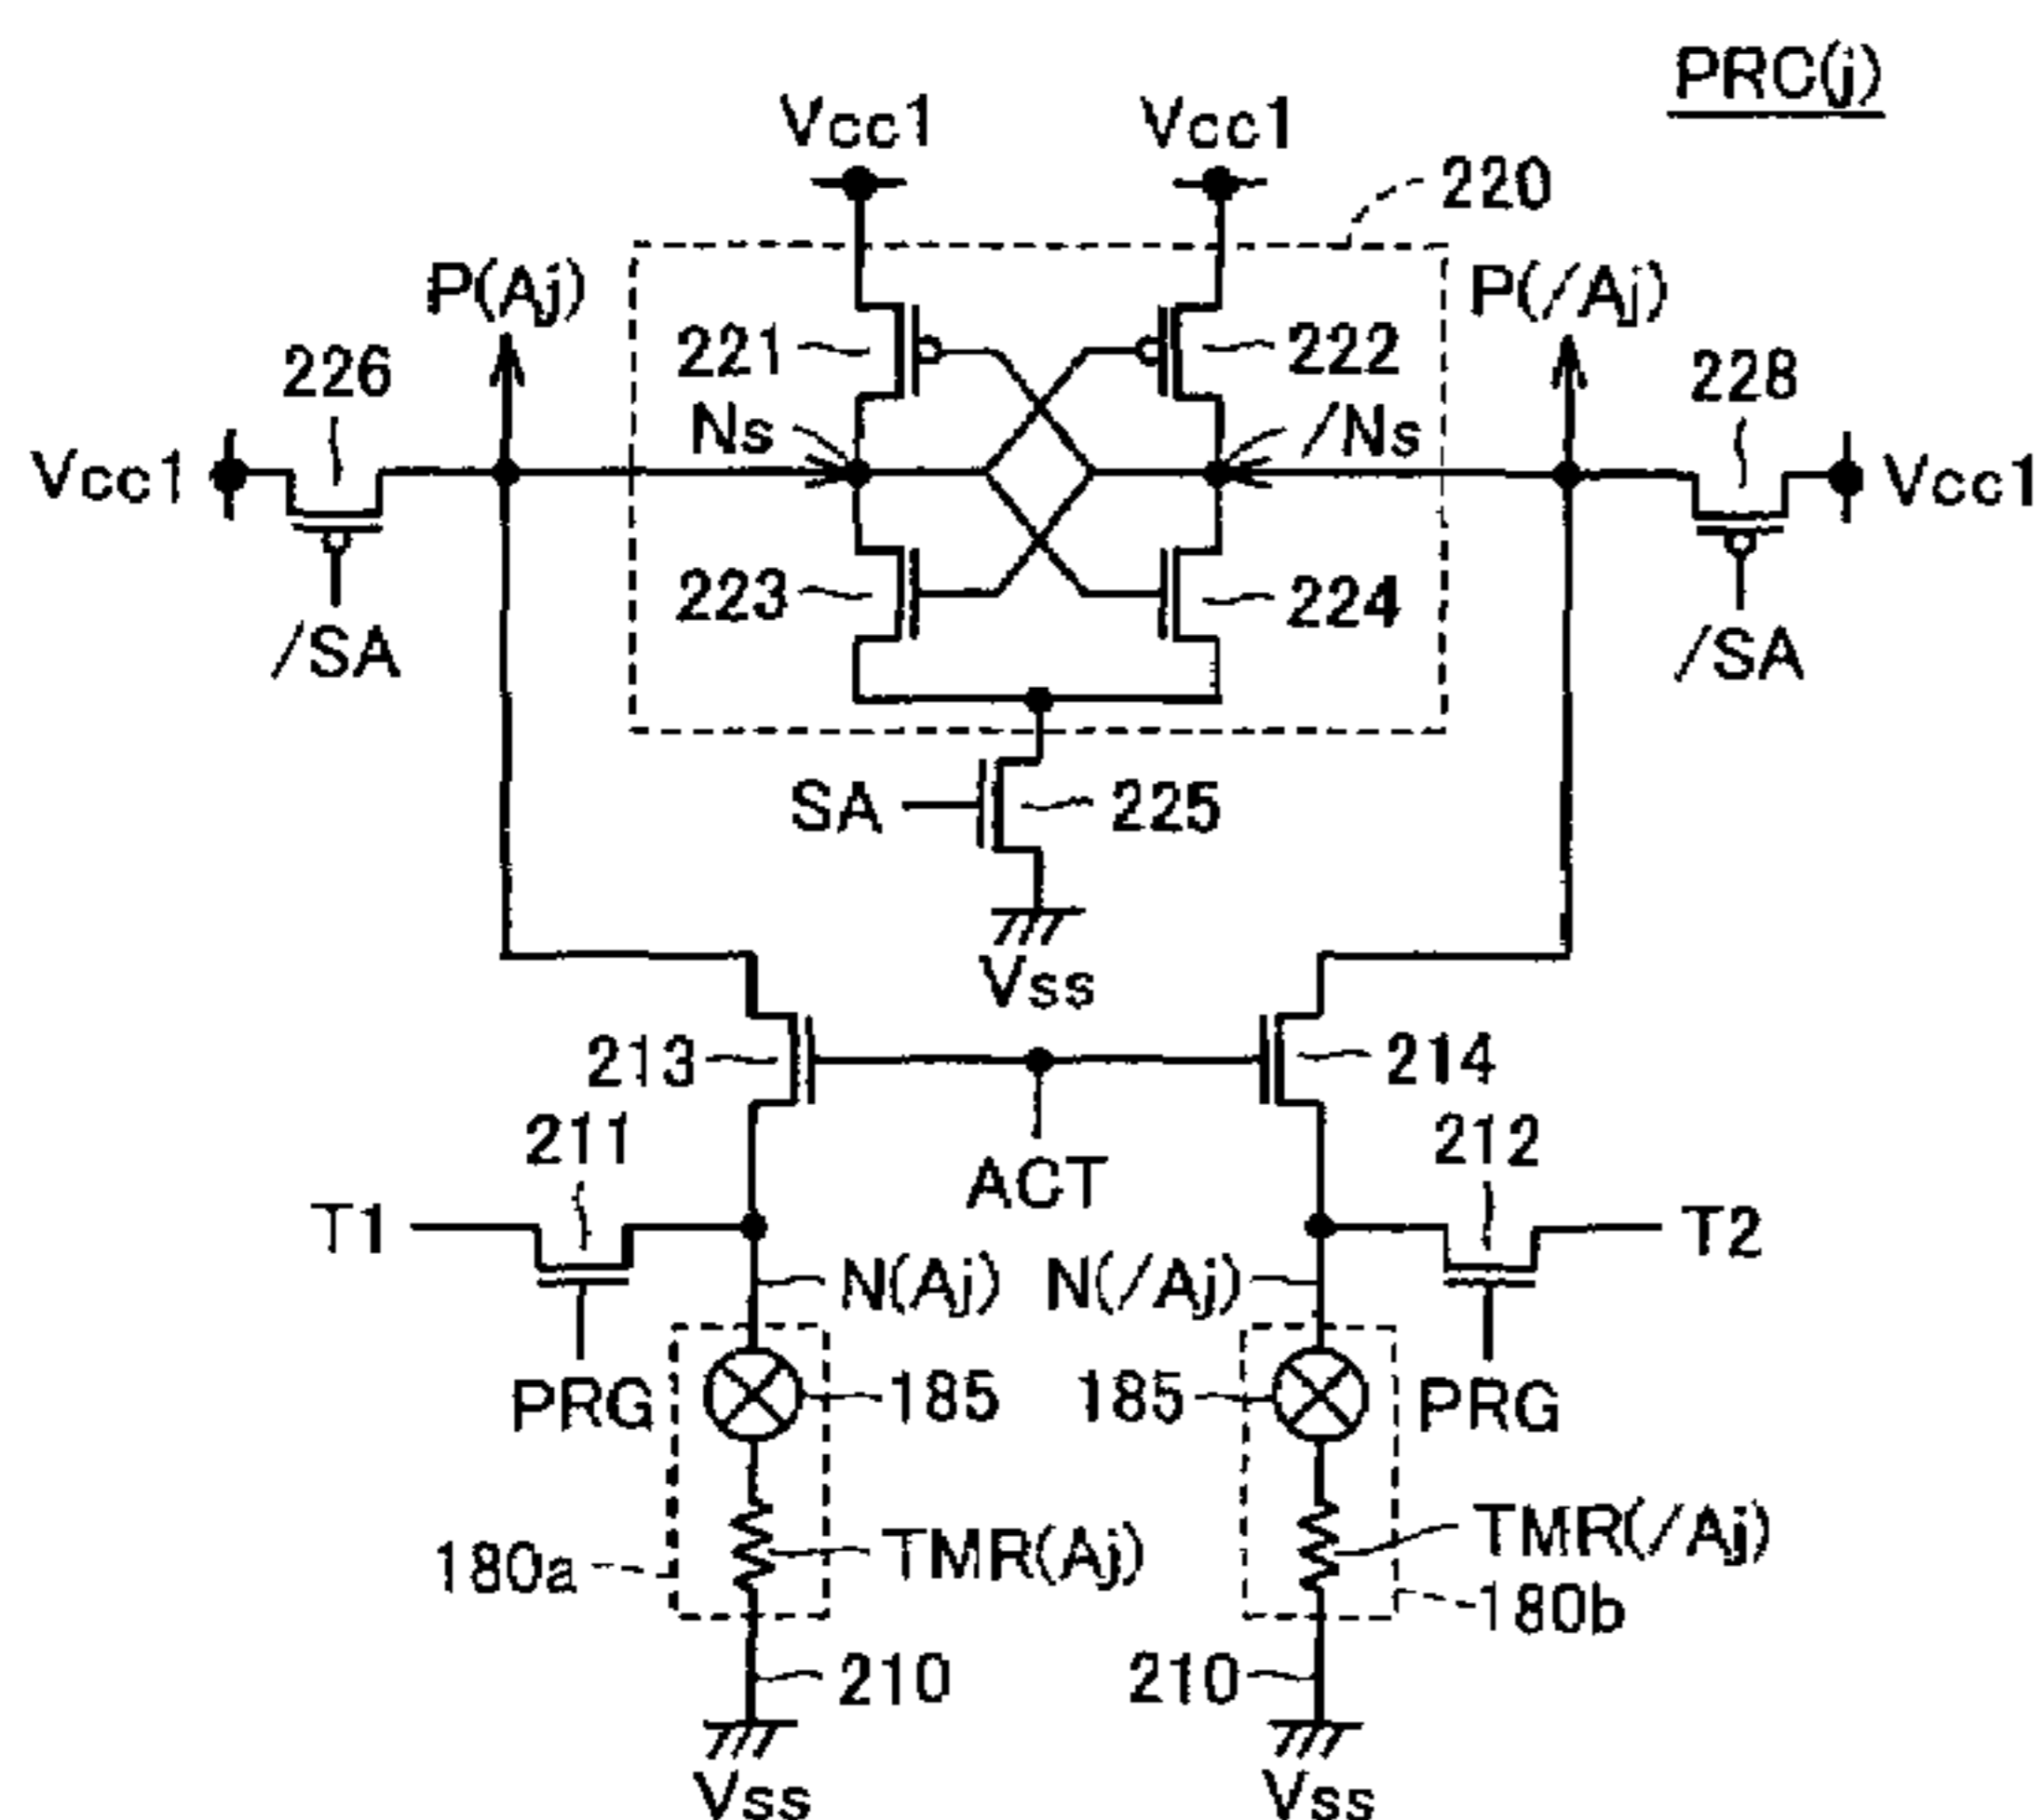 PRC(j)
Vcc1 Vcc1
220
P(Aj) P(/Aj)
221 222
226 228
Ns /Ns
Vcc1 Vcc1
223 224
/SA /SA
SA 225
Vss
213 214
211 212
ACT
T1 T2
N(Aj) N(/Aj)
PRG 185 185 PRG
180a TMR(Aj) TMR(/Aj)
180b
210 210
Vss Vss